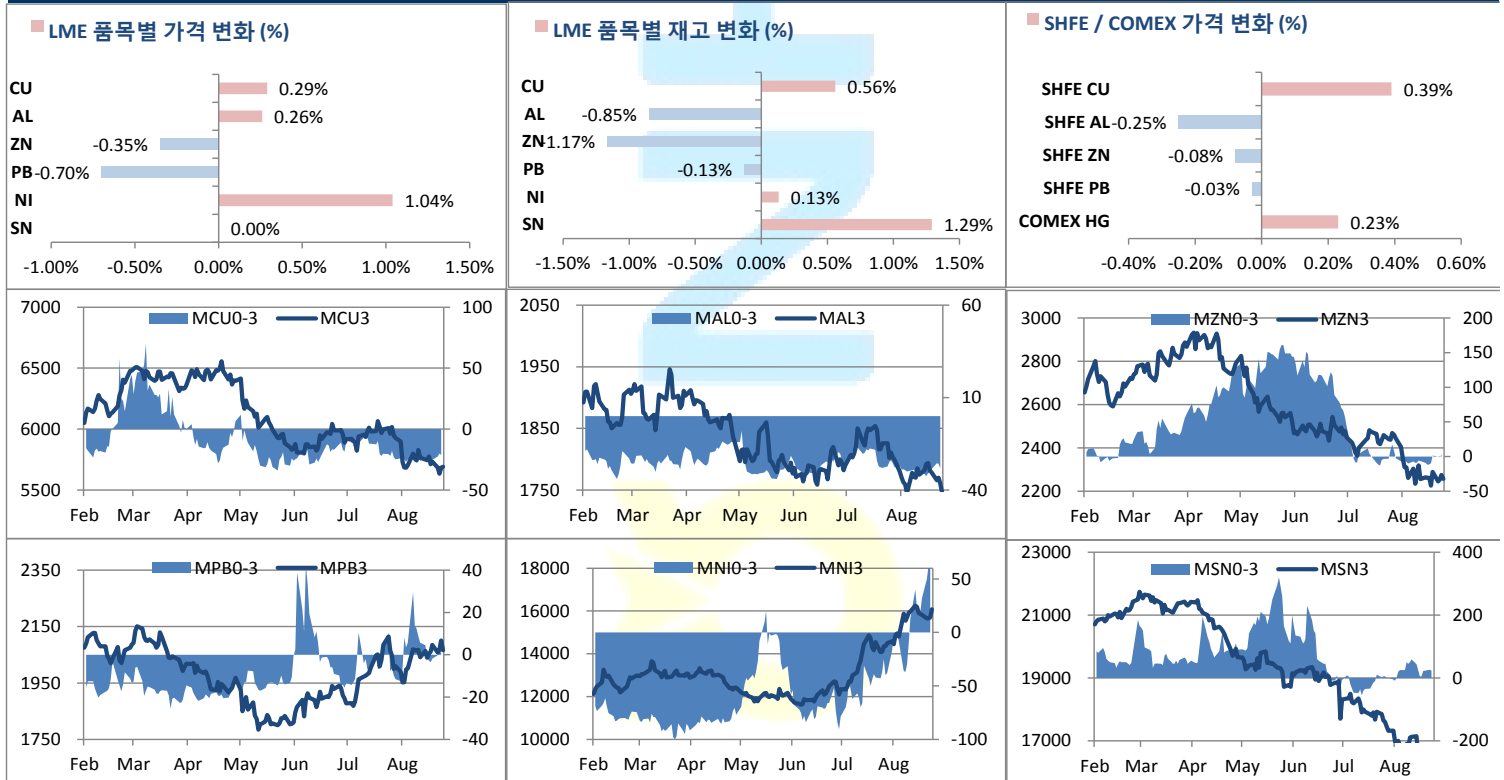 LME 품목별 가격 변화 (%)
CU 0.29%
AL 0.26%
ZN -0.35%
PB -0.70%
NI 1.04%
SN 0.00%
-1.00% -0.50% 0.00% 0.50% 1.00% 1.50%
LME 품목별 재고 변화 (%)
CU 0.56%
AL -0.85%
ZN -1.17%
PB -0.13%
NI 0.13%
SN 1.29%
-1.50% -1.00% -0.50% 0.00% 0.50% 1.00% 1.50%
SHFE / COMEX 가격 변화 (%)
SHFE CU 0.39%
SHFE AL -0.25%
SHFE ZN -0.08%
SHFE PB -0.03%
COMEX HG 0.23%
-0.40% -0.20% 0.00% 0.20% 0.40% 0.60%
MCU0-3 MCU3
7000 100
6500 50
6000 0
5500 -50
Feb Mar Apr May Jun Jul Aug
MAL0-3 MAL3
2050 60
1950 10
1850
1750 -40
Feb Mar Apr May Jun Jul Aug
MZN0-3 MZN3
3000 200
2800 150
100
2600 50
2400 0
2200 -50
Feb Mar Apr May Jun Jul Aug
MPB0-3 MPB3
2350 40
2150 20
0
1950 -20
1750 -40
Feb Mar Apr May Jun Jul Aug
MNI0-3 MNI3
18000 50
16000 0
14000
12000 -50
10000 -100
Feb Mar Apr May Jun Jul Aug
MSN0-3 MSN3
23000 400
21000 200
19000 0
17000 -200
Feb Mar Apr May Jun Jul Aug